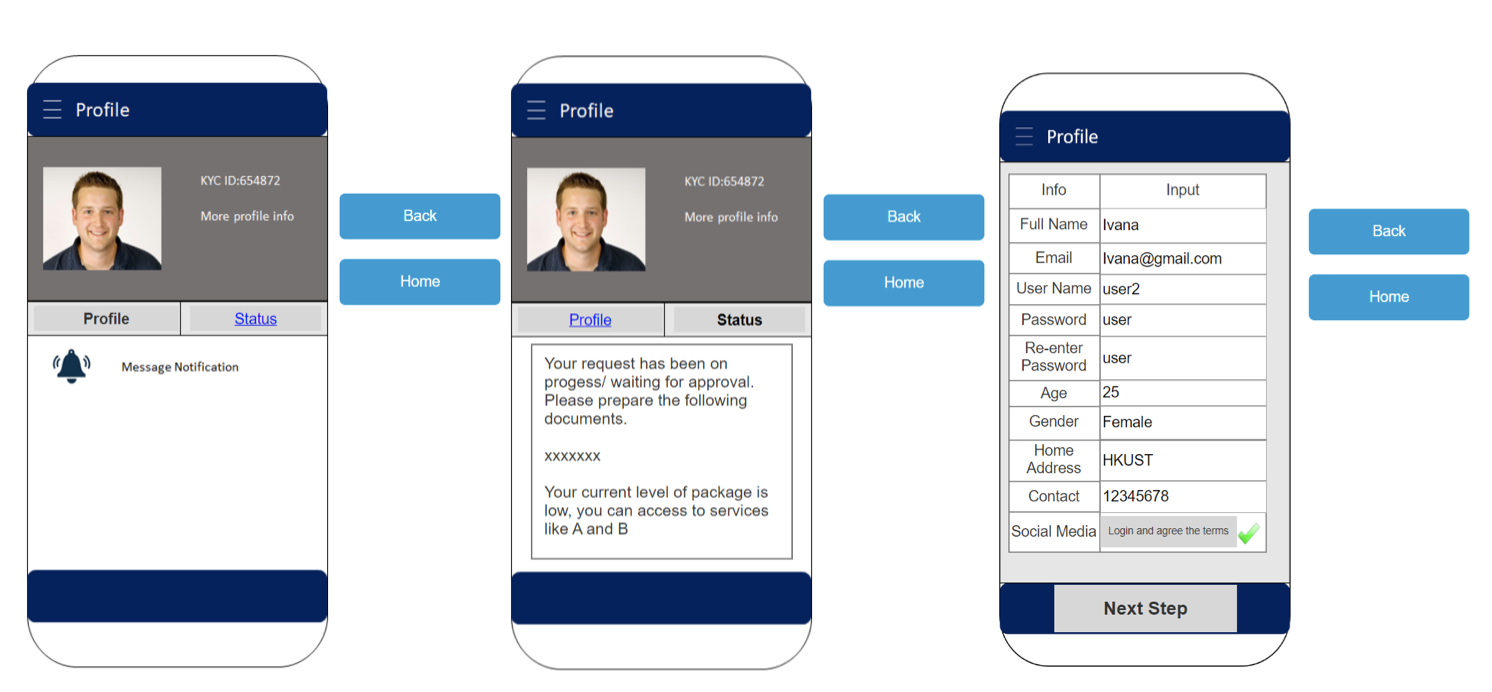 Profile
KYC ID:654872
More profile info
Profile
Status
Message Notification
Back
Home
Profile
KYC ID:654872
More profile info
Profile
Status
Your request has been on
progess/ waiting for approval.
Please prepare the following
documents.
xxxxxxx
Your current level of package is
low, you can access to services
like A and B
Back
Home
Profile
Info Input
Full Name Ivana
Email Ivana@gmail.com
User Name user2
Password user
Re-enter
Password user
Age 25
Gender Female
Home
Address HKUST
Contact 12345678
Social Media Login and agree the terms
Next Step
Back
Home